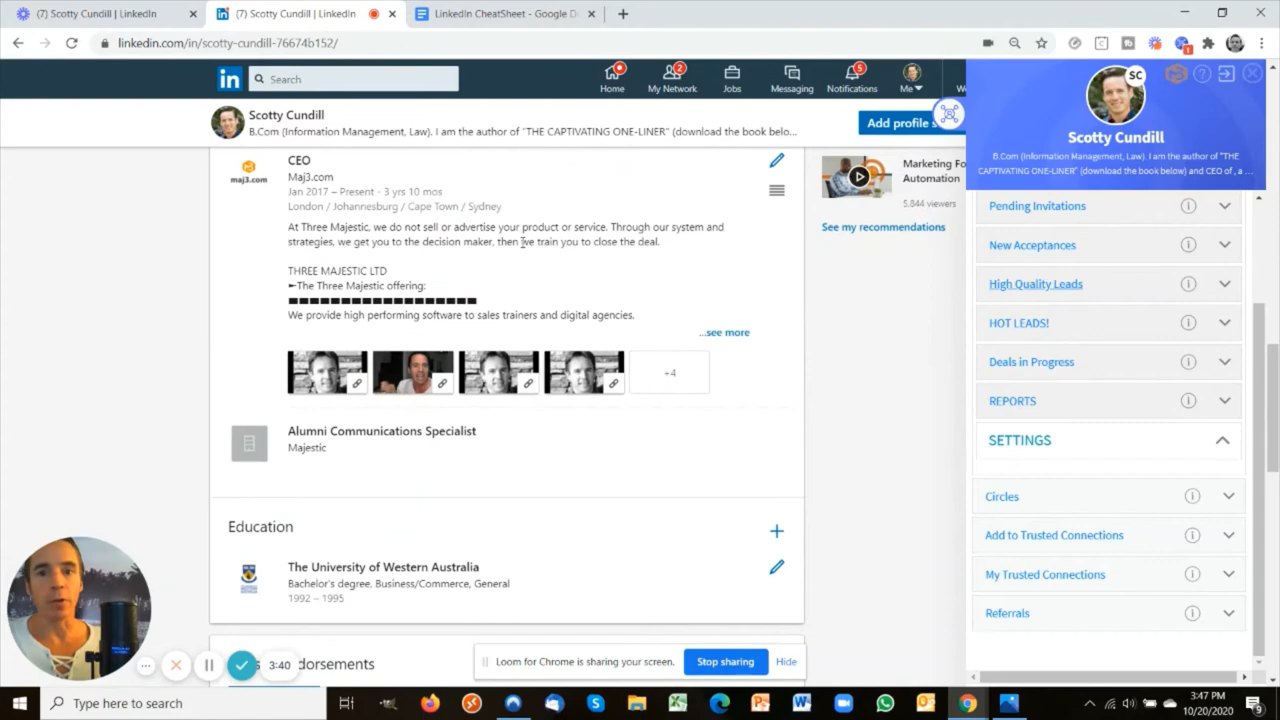 (7) Scotty Cundill | LinkedIn
(7) Scotty Cundill | LinkedIn
LinkedIn CheatSheet - Google D
linkedin.com/in/scotty-cundill-76674b152/
1
in
Search
2
5
Home
My Network
Jobs
Messaging
Notifications
Me
Scotty Cundill
B.Com (Information Management, Law). I am the author of "THE CAPTIVATING ONE-LINER" (download the book belo...
Add profile s
SC
Scotty Cundill
B.Com (Information Management, Law). I am the author of "THE
CAPTIVATING ONE-LINER" (download the book below) and CEO of , a ...
maj3.com
CEO
Maj3.com
Jan 2017 – Present · 3 yrs 10 mos
London / Johannesburg / Cape Town / Sydney
At Three Majestic, we do not sell or advertise your product or service. Through our system and
strategies, we get you to the decision maker, then we train you to close the deal.
THREE MAJESTIC LTD
►The Three Majestic offering:
▬▬▬▬▬▬▬▬▬▬▬▬▬▬▬▬▬▬
We provide high performing software to sales trainers and digital agencies.
...see more
+4
Alumni Communications Specialist
Majestic
Education
The University of Western Australia
Bachelor's degree, Business/Commerce, General
1992 – 1995
dorsements
Marketing Fo
Automation
5,844 viewers
See my recommendations
Pending Invitations
New Acceptances
High Quality Leads
HOT LEADS!
Deals in Progress
REPORTS
SETTINGS
Circles
Add to Trusted Connections
My Trusted Connections
Referrals
3:40
Loom for Chrome is sharing your screen.
Stop sharing
Hide
Type here to search
3:47 PM
10/20/2020
9